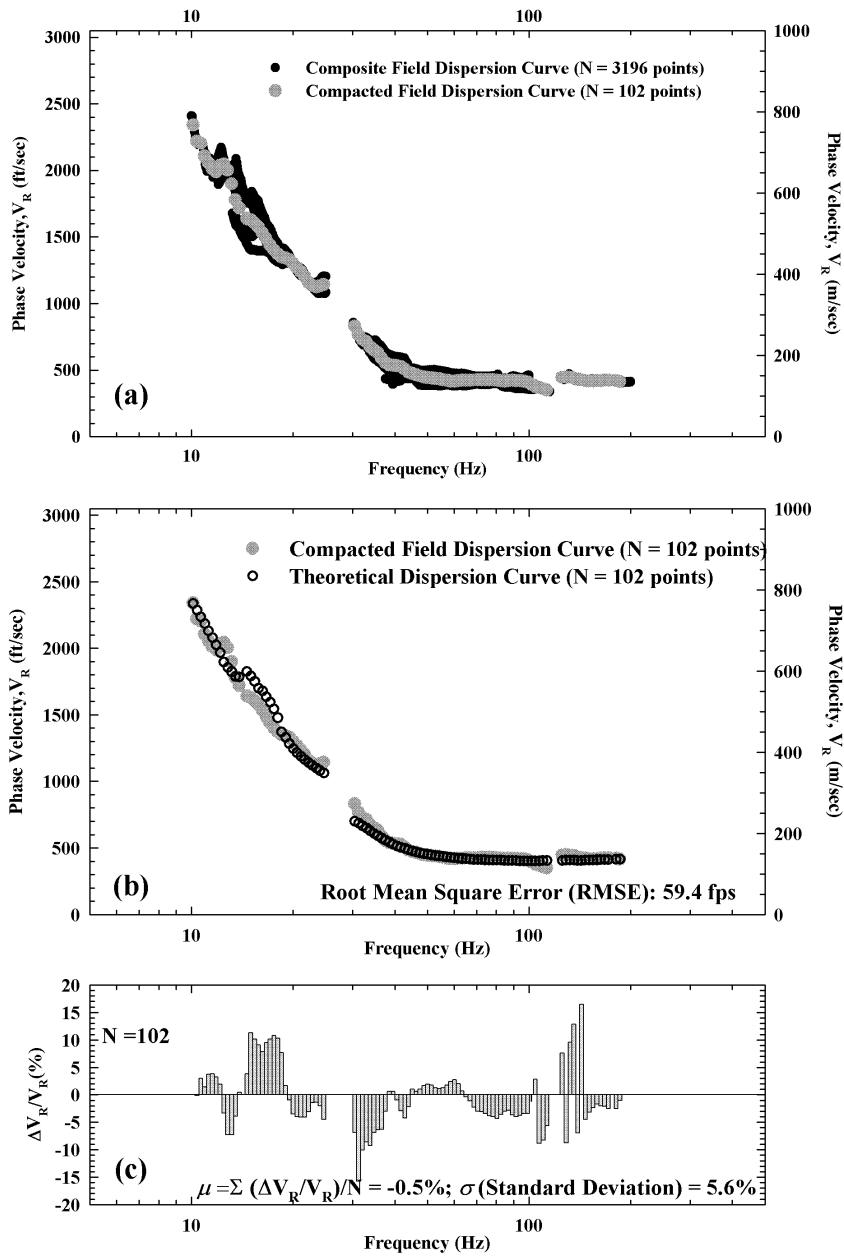 10 100
3000
2500
2000
1500
1000
500
0
1000
800
600
400
200
0
Phase Velocity,V_R (ft/sec)
Phase Velocity, V_R (m/sec)
Composite Field Dispersion Curve (N = 3196 points)
Compacted Field Dispersion Curve (N = 102 points)
(a)
10 100
Frequency (Hz)
3000
2500
2000
1500
1000
500
0
1000
800
600
400
200
0
Phase Velocity,V_R (ft/sec)
Phase Velocity, V_R (m/sec)
Compacted Field Dispersion Curve (N = 102 points)
Theoretical Dispersion Curve (N = 102 points)
(b)
Root Mean Square Error (RMSE): 59.4 fps
10 100
Frequency (Hz)
20
15
10
5
0
-5
-10
-15
-20
ΔV_R/V_R(%)
N =102
(c)
μ =Σ (ΔV_R/V_R)/N = -0.5%; σ (Standard Deviation) = 5.6%
10 100
Frequency (Hz)